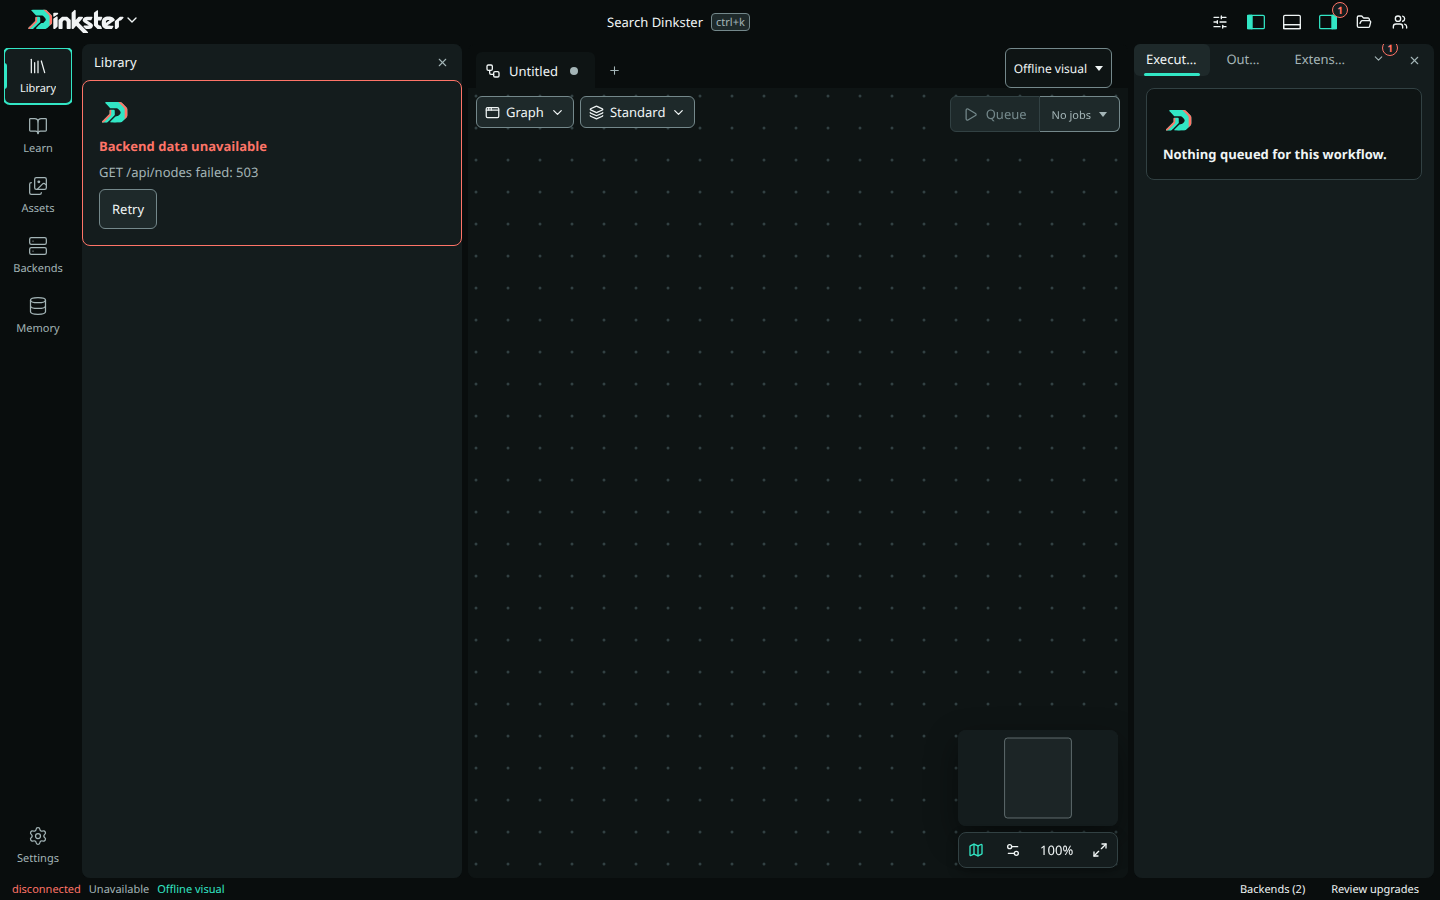 Dinkster
Search Dinkster ctrl+k
1
Library
Learn
Assets
Backends
Memory
Settings
Library
Backend data unavailable
GET /api/nodes failed: 503
Retry
Untitled
Offline visual
Graph
Standard
Queue
No jobs
100%
Execut...
Out...
Extens...
1
Nothing queued for this workflow.
disconnected Unavailable Offline visual
Backends (2) Review upgrades